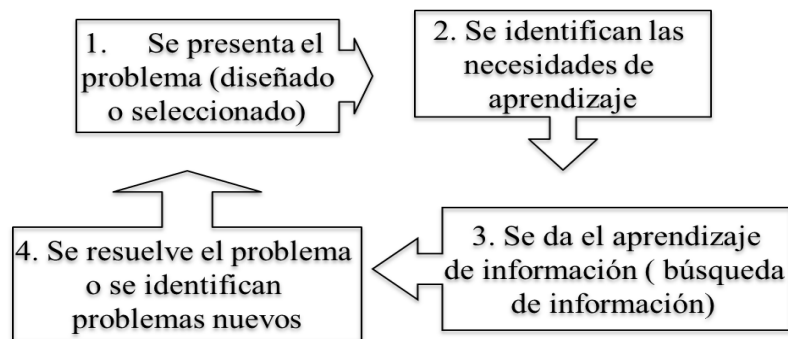 1. Se presenta el
problema (diseñado
o seleccionado)
2. Se identifican las
necesidades de
aprendizaje
3. Se da el aprendizaje
de información ( búsqueda
de información)
4. Se resuelve el problema
o se identifican
problemas nuevos